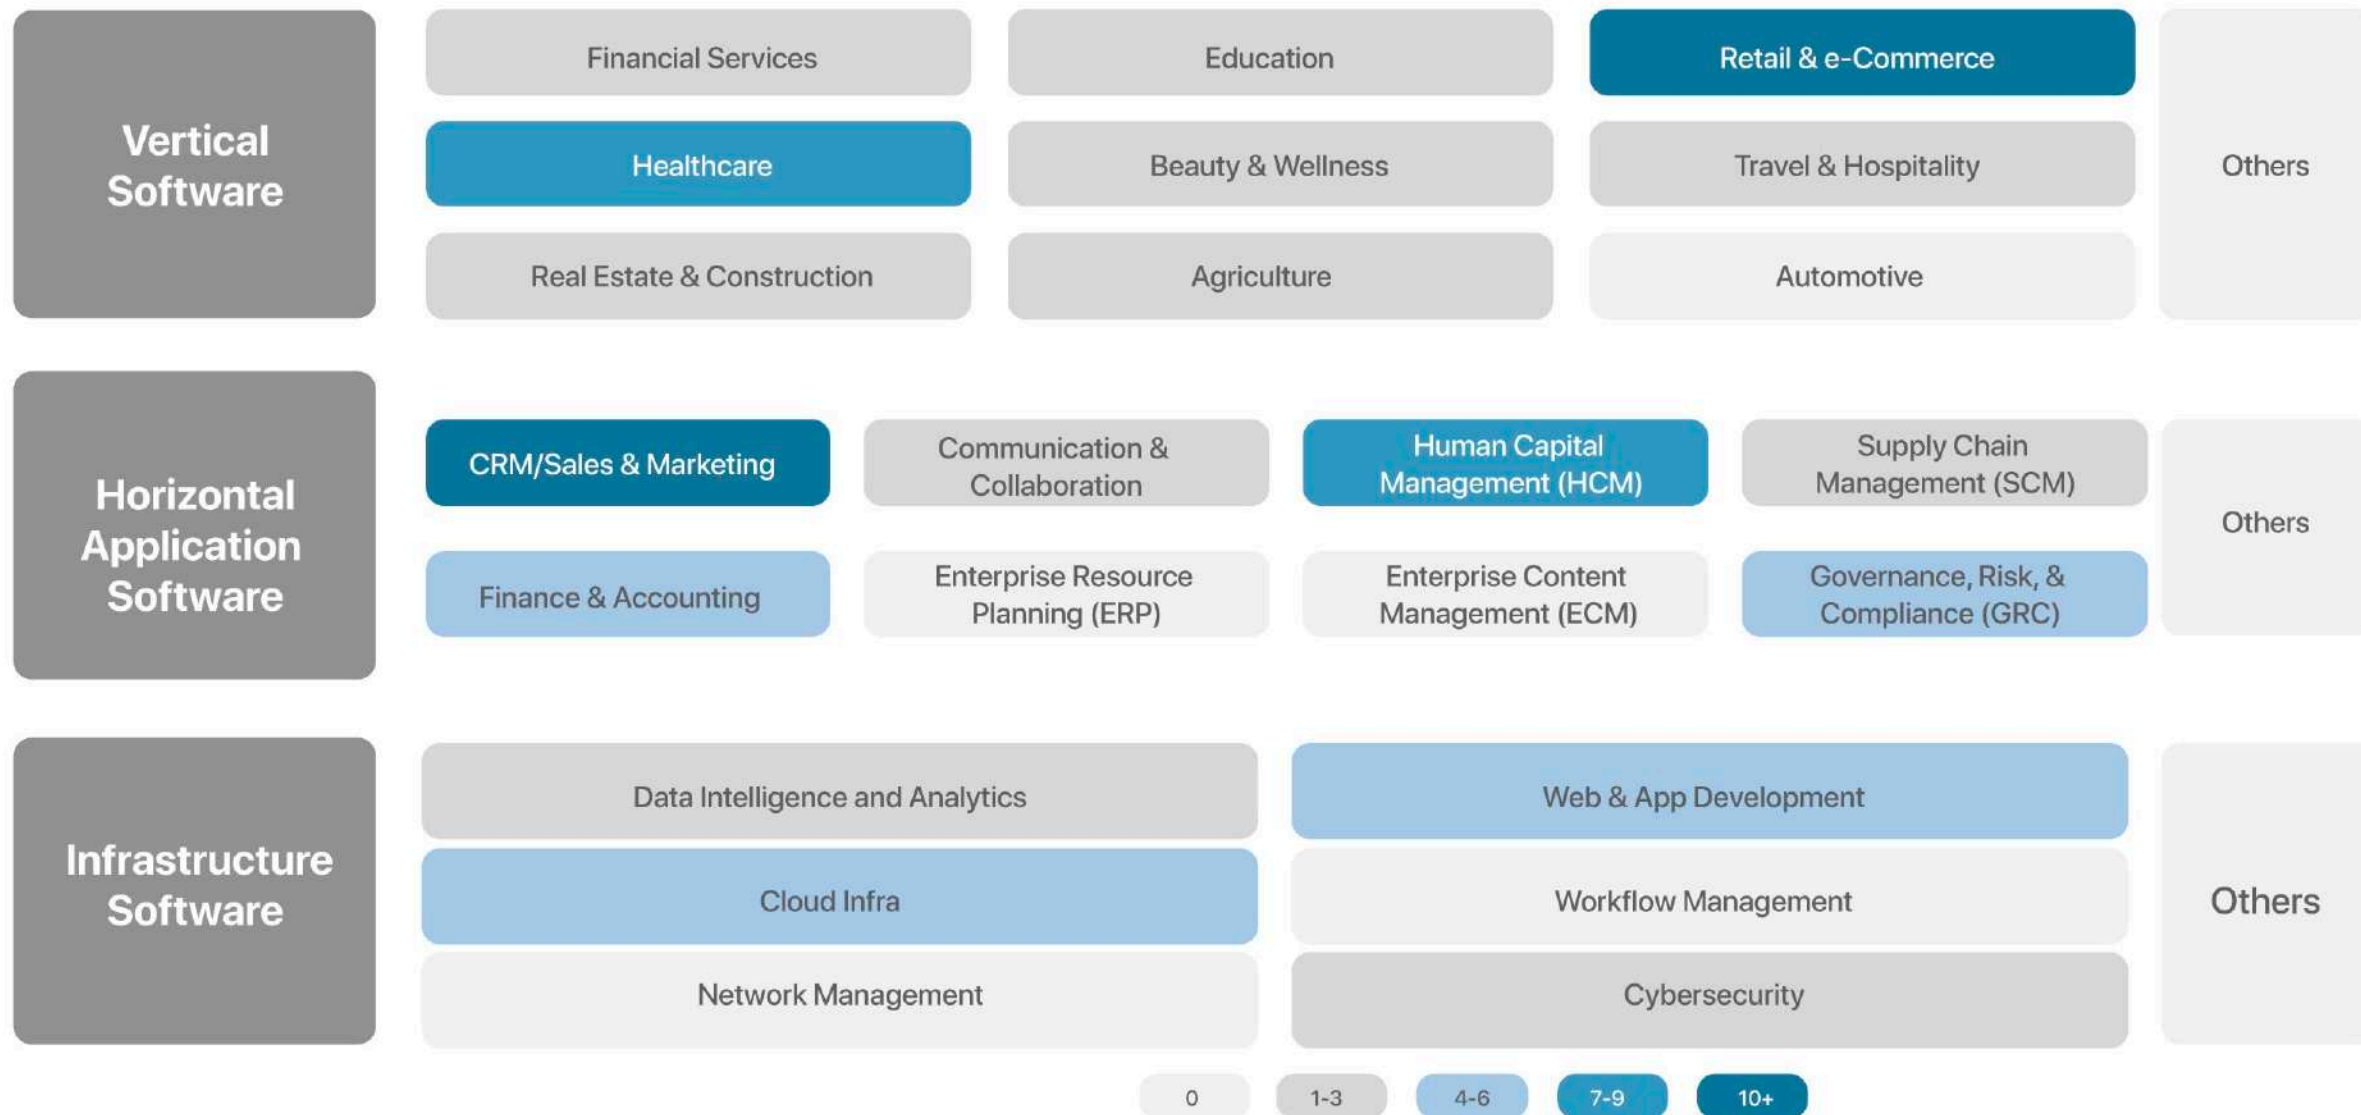 Vertical
Software
Financial Services
Education
Retail & e-Commerce
Healthcare
Beauty & Wellness
Travel & Hospitality
Real Estate & Construction
Agriculture
Automotive
Others
Horizontal
Application
Software
CRM/Sales & Marketing
Communication &
Collaboration
Human Capital
Management (HCM)
Supply Chain
Management (SCM)
Finance & Accounting
Enterprise Resource
Planning (ERP)
Enterprise Content
Management (ECM)
Governance, Risk, &
Compliance (GRC)
Others
Infrastructure
Software
Data Intelligence and Analytics
Web & App Development
Cloud Infra
Workflow Management
Network Management
Cybersecurity
Others
0
1-3
4-6
7-9
10+